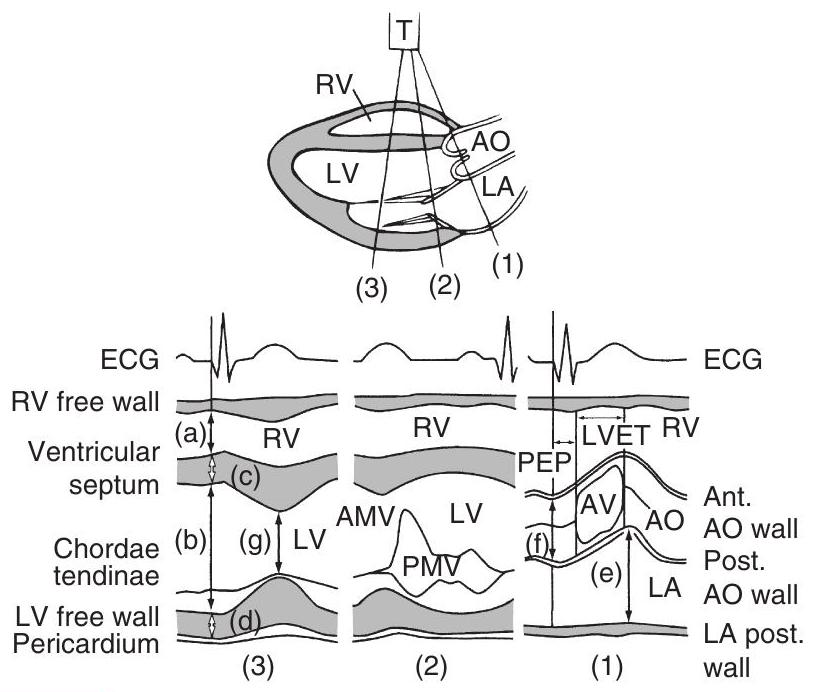 T
RV
AO
LV
LA
(3) (2) (1)
ECG ECG
RV free wall
(a) RV RV LVET RV
Ventricular
septum
(c) PEP
Ant.
AO wall
AMV LV AV AO
(b) (g) LV (f)
Chordae
tendinae
PMV (e) LA
Post.
AO wall
LV free wall
(d)
Pericardium
LA post.
wall
(3) (2) (1)